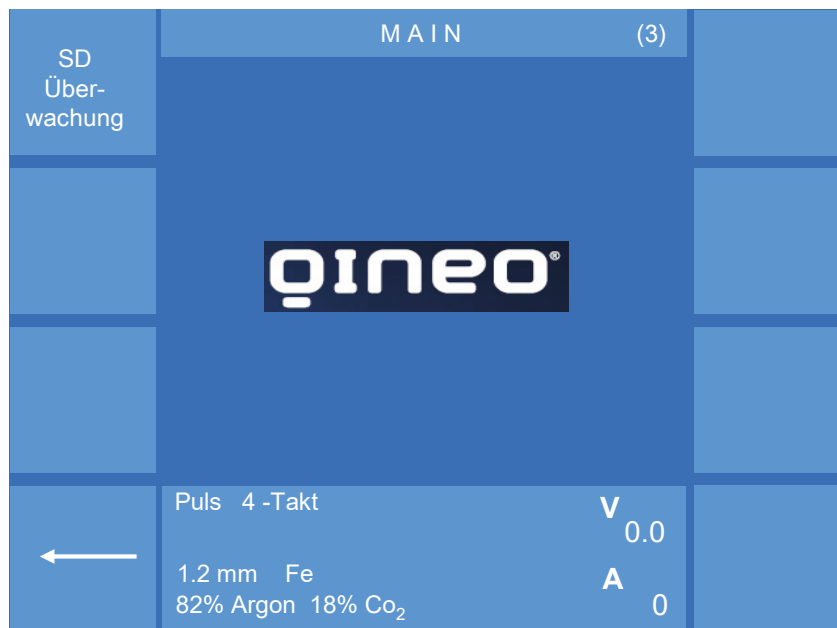 SD
Über-
wachung
M A I N (3)
qineo®
Puls 4 -Takt
V
0.0
1.2 mm Fe
82% Argon 18% Co₂
A
0